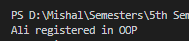 PS D:\Mishal\Semesters\5th Sem
Ali registered in OOP